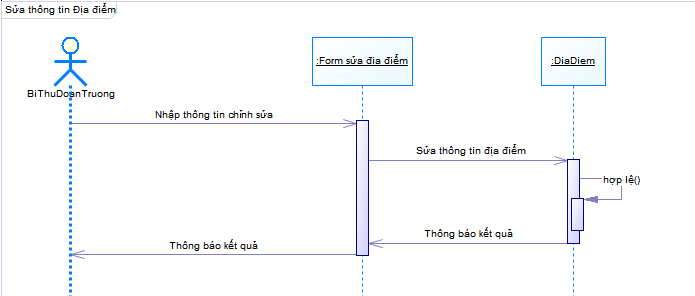 Sửa thông tin Địa điểm
:Form sửa địa điểm
:DiaDiem
BiThuDoanTruong
Nhập thông tin chỉnh sửa
Sửa thông tin địa điểm
hợp lệ()
Thông báo kết quả
Thông báo kết quả